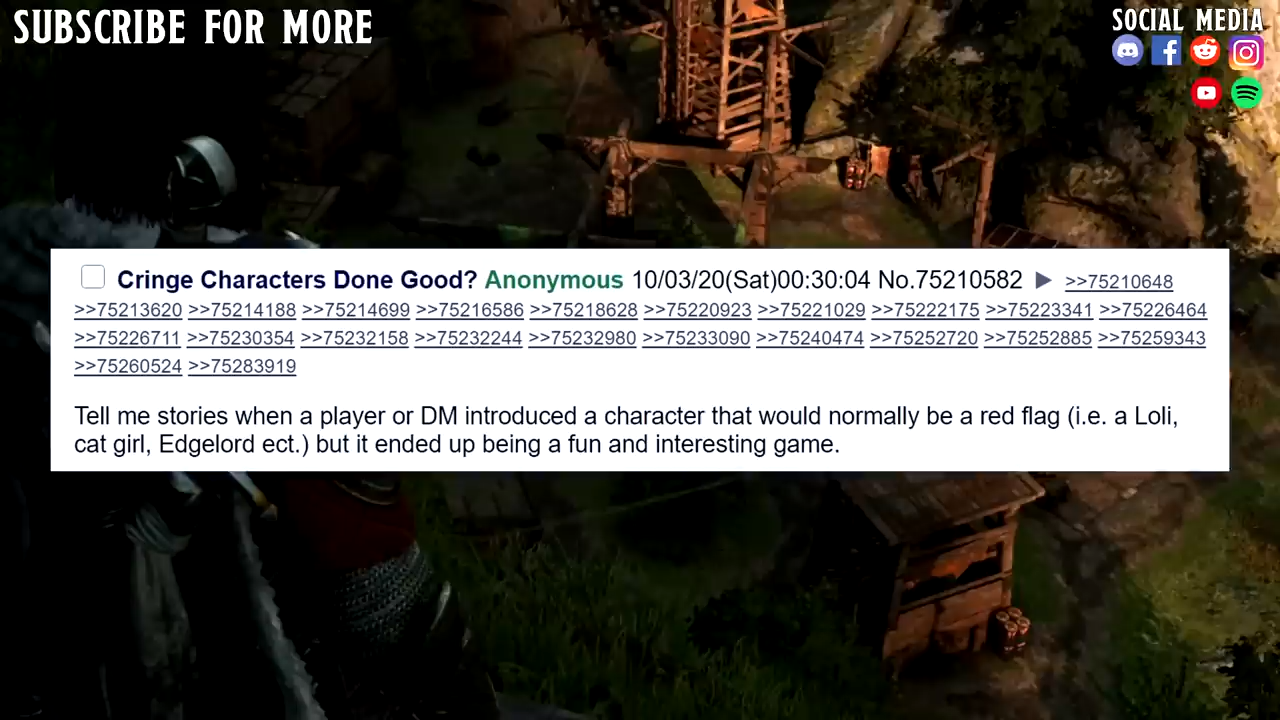 SUBSCRIBE FOR MORE
SOCIAL MEDIA
Cringe Characters Done Good? Anonymous 10/03/20(Sat)00:30:04 No.75210582 ▶ >>75210648
>>75213620 >>75214188 >>75214699 >>75216586 >>75218628 >>75220923 >>75221029 >>75222175 >>75223341 >>75226464
>>75226711 >>75230354 >>75232158 >>75232244 >>75232980 >>75233090 >>75240474 >>75252720 >>75252885 >>75259343
>>75260524 >>75283919
Tell me stories when a player or DM introduced a character that would normally be a red flag (i.e. a Loli,
cat girl, Edgelord ect.) but it ended up being a fun and interesting game.